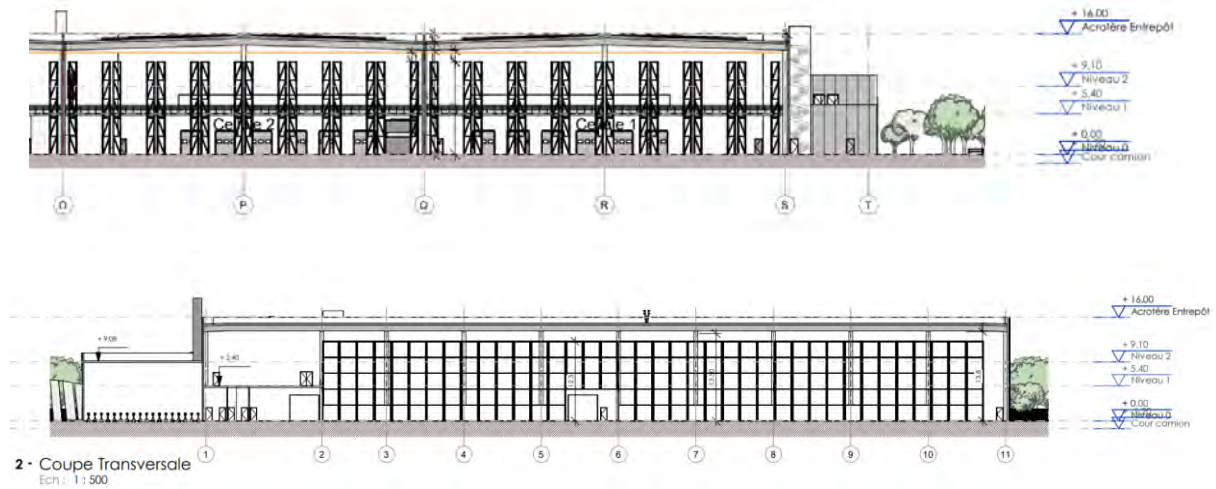 + 16.00
Acrotère Entrepôt
+ 9,10
Niveau 2
+ 5,40
Niveau 1
+ 0,00
Niveau 0
Cour camion
Cellule 2
Cellule 1
O
P
Q
R
S
T
+ 16.00
Acrotère Entrepôt
+ 9,08
+ 9,10
Niveau 2
+ 5,40
+ 5,40
Niveau 1
+ 0,00
Niveau 0
Cour camion
1
2
3
4
5
6
7
8
9
10
11
2 - Coupe Transversale
Ech : 1 : 500